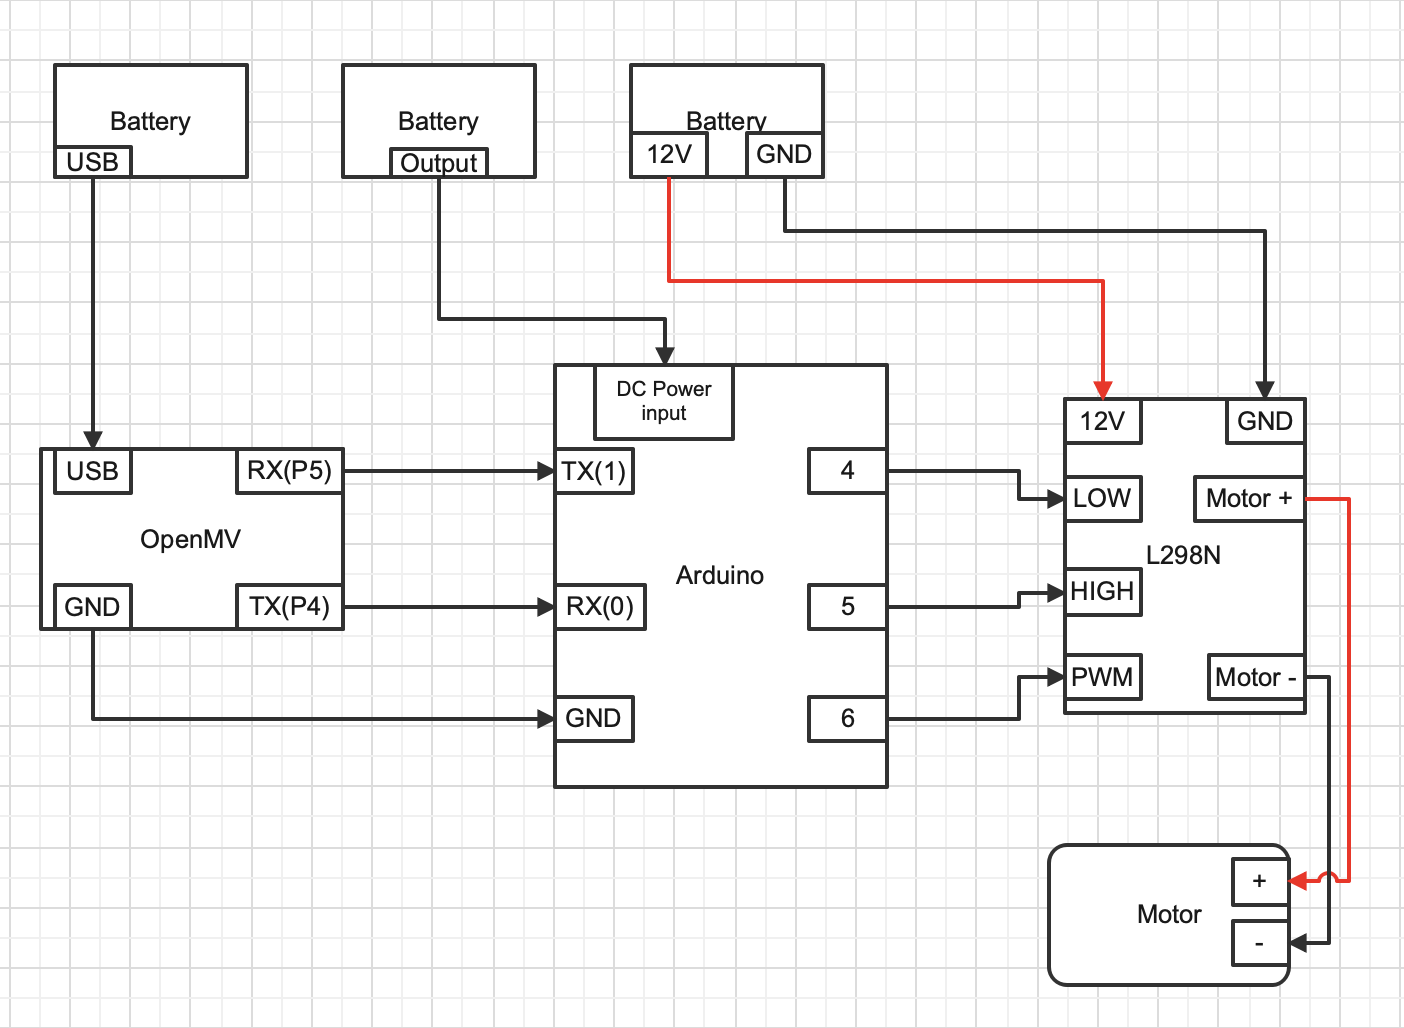 Battery
USB
Battery
Output
Battery
12V
GND
DC Power
input
USB
RX(P5)
OpenMV
GND
TX(P4)
TX(1)
4
Arduino
RX(0)
5
GND
6
12V
GND
LOW
Motor +
L298N
HIGH
PWM
Motor -
Motor
+
-